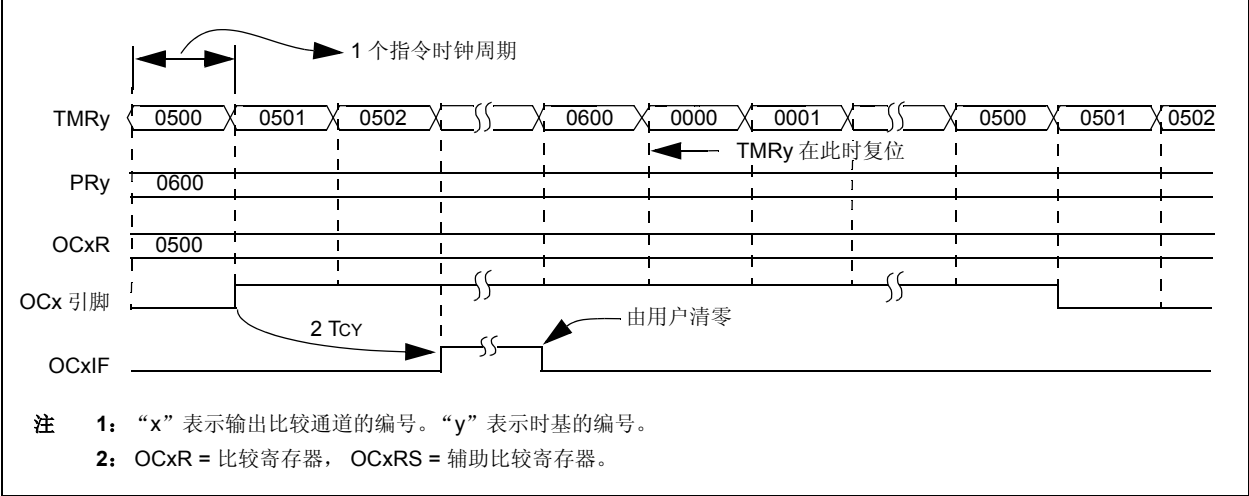 1 个指令时钟周期
TMRy 0500 0501 0502 0600 0000 0001 0500 0501 0502
TMRy 在此时复位
PRy 0600
OCxR 0500
OCx 引脚
2 TCY
由用户清零
OCxIF
注 1： “x”表示输出比较通道的编号。“y”表示时基的编号。
2： OCxR = 比较寄存器， OCxRS = 辅助比较寄存器。